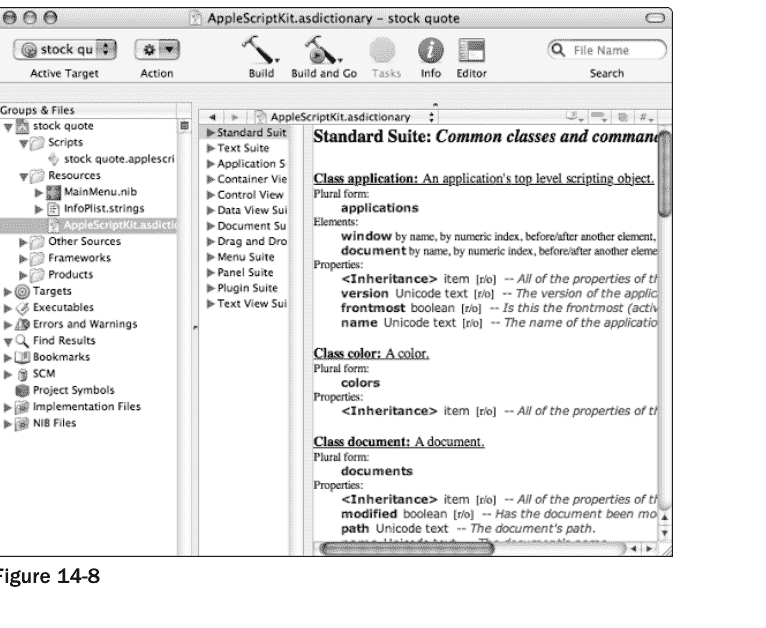 AppleScriptKit.asdictionary – stock quote
stock qu
File Name
Active Target Action Build Build and Go Tasks Info Editor Search
Groups & Files
stock quote
Scripts
stock quote.applescri
Resources
MainMenu.nib
InfoPlist.strings
AppleScriptKit.asdictio
Other Sources
Frameworks
Products
Targets
Executables
Errors and Warnings
Find Results
Bookmarks
SCM
Project Symbols
Implementation Files
NIB Files
AppleScriptKit.asdictionary
Standard Suit
Text Suite
Application S
Container Vie
Control View
Data View Sui
Document Su
Drag and Dro
Menu Suite
Panel Suite
Plugin Suite
Text View Sui
Standard Suite: Common classes and comman
Class application: An application's top level scripting object.
Plural form:
applications
Elements:
window by name, by numeric index, before/after another element,
document by name, by numeric index, before/after another eleme
Properties:
<Inheritance> item [r/o] -- All of the properties of th
version Unicode text [r/o] -- The version of the applic
frontmost boolean [r/o] -- Is this the frontmost (activ
name Unicode text [r/o] -- The name of the applicatio
Class color: A color.
Plural form:
colors
Properties:
<Inheritance> item [r/o] -- All of the properties of th
Class document: A document.
Plural form:
documents
Properties:
<Inheritance> item [r/o] -- All of the properties of th
modified boolean [r/o] -- Has the document been mo
path Unicode text -- The document's path.
name Unicode text -- The document's name
Figure 14-8